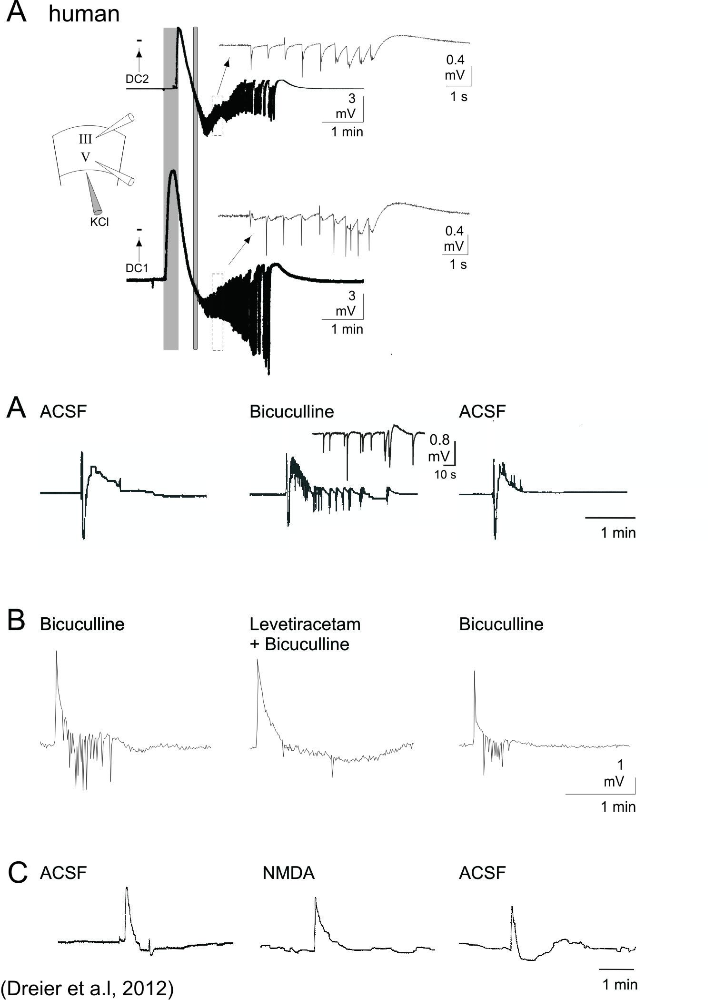 A human
-
DC2
0.4
mV
1 s
3
mV
1 min
III
V
KCl
-
DC1
0.4
mV
1 s
3
mV
1 min
A ACSF Bicuculline ACSF
0.8
mV
10 s
1 min
B Bicuculline Levetiracetam Bicuculline
+ Bicuculline
1
mV
1 min
C ACSF NMDA ACSF
1 min
(Dreier et a.l, 2012)